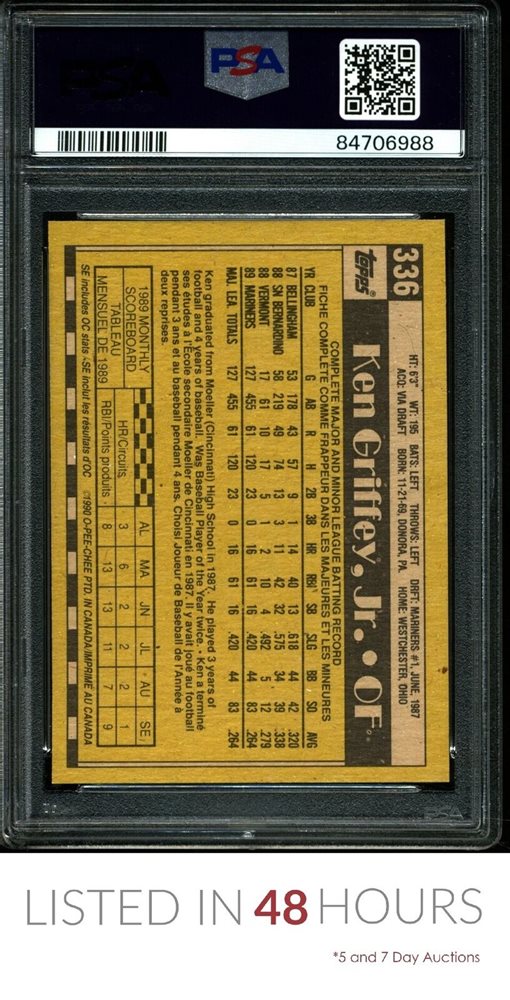 PSA
84706988
336
Topps®
HT: 6'3" WT: 195 BATS: LEFT THROWS: LEFT DRFT: MARINERS #1, JUNE, 1987
ACQ: VIA DRAFT BORN: 11-21-69, DONORA, PA. HOME: WESTCHESTER, OHIO
Ken Griffey, Jr. • OF
COMPLETE MAJOR AND MINOR LEAGUE BATTING RECORD
FICHE COMPLETE COMME FRAPPEUR DANS LES MAJEURES ET LES MINEURES
YR CLUB G AB R H 2B 3B HR RBI SB SLG BB SO AVG
87 BELLINGHAM 53 178 43 57 9 1 14 40 13 .618 44 42 .320
88 SN BERNARDINO 58 219 49 74 13 3 11 42 32 .575 34 39 .338
88 VERMONT 17 61 10 17 5 1 2 10 4 .492 5 12 .279
89 MARINERS 127 455 61 120 23 0 16 61 16 .420 44 83 .264
MAJ. LEA. TOTALS 127 455 61 120 23 0 16 61 16 .420 44 83 .264
Ken graduated from Moeller (Cincinnati) High School in 1987. He played 3 years of
football and 4 years of baseball. Was Baseball Player of the Year twice. • Ken a terminé
ses études à l'École secondaire Moeller de Cincinnati en 1987. Il y avait joué au football
pendant 3 ans et au baseball pendant 4 ans. Choisi Joueur de Baseball de l'Année à
deux reprises.
1989 MONTHLY
SCOREBOARD
TABLEAU
MENSUEL DE 1989
AL MA JN JL • AU SE,
HR/Circuits 3 6 2 2 2 1
RBI/Points produits • 8 13 13 11 7 9
SE includes OC stats • SE inclut les résultats d'OC ©1990 O-PEE-CHEE PTD. IN CANADA/IMPRIMÉ AU CANADA
PSA
LISTED IN 48 HOURS
*5 and 7 Day Auctions